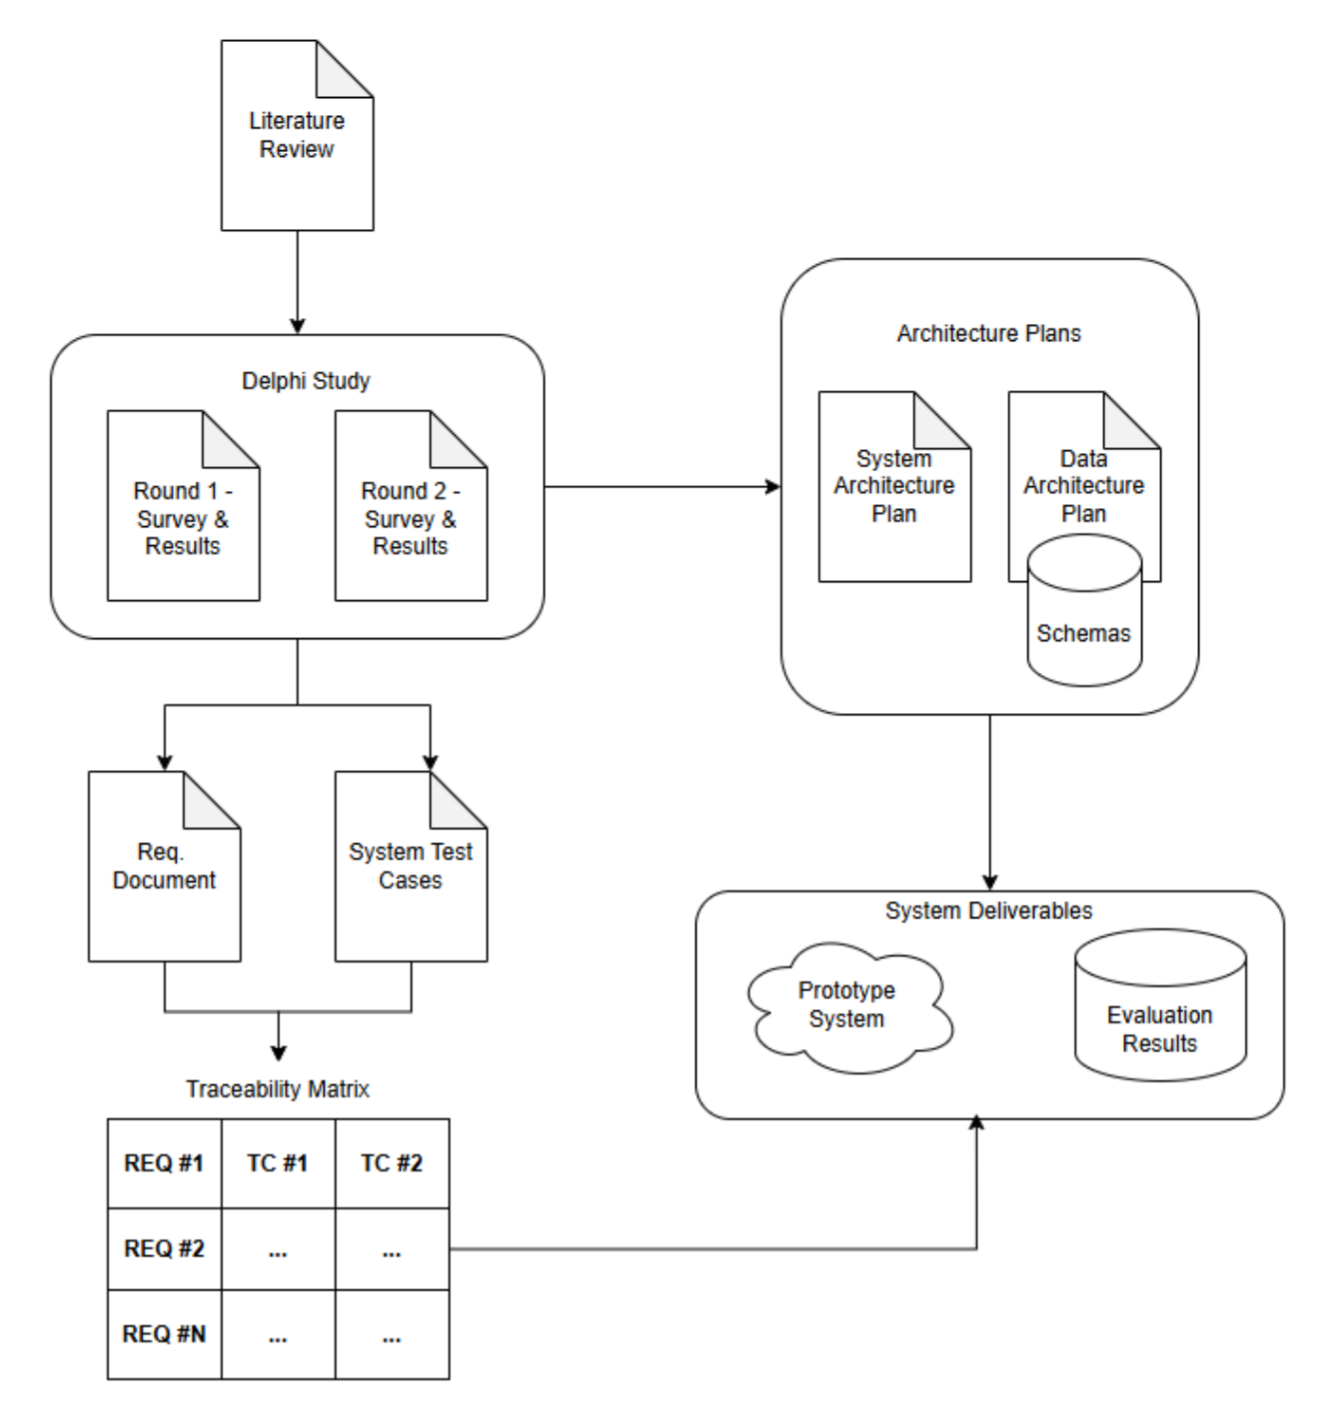 Literature
Review
Delphi Study
Round 1 -
Survey &
Results
Round 2 -
Survey &
Results
Architecture Plans
System
Architecture
Plan
Data
Architecture
Plan
Schemas
Req.
Document
System Test
Cases
System Deliverables
Prototype
System
Evaluation
Results
Traceability Matrix
REQ #1 TC #1 TC #2
REQ #2 ... ...
REQ #N ... ...